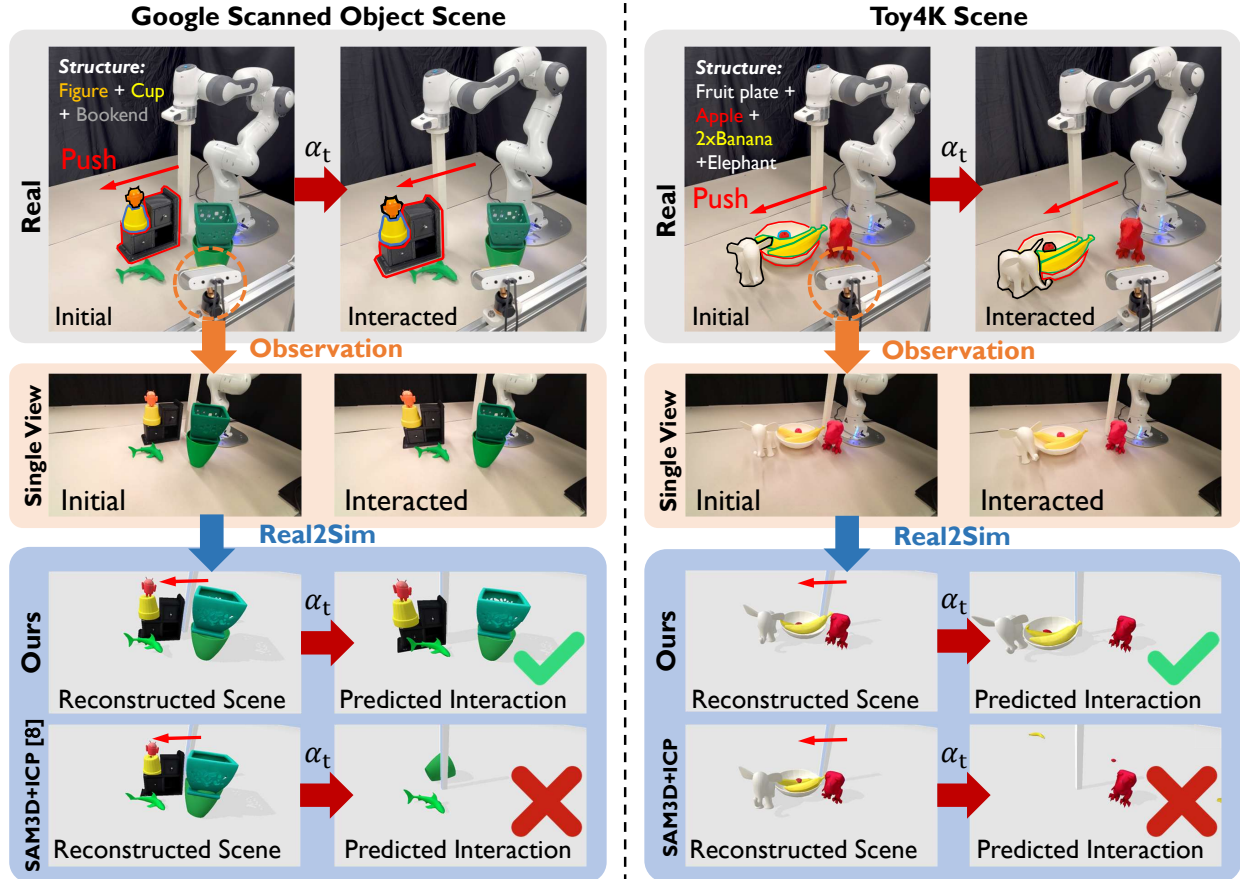 Google Scanned Object Scene
Real
Structure:
Figure + Cup
+ Bookend
Push
αt
Initial
Interacted
Observation
Single View
Initial
Interacted
Real2Sim
Ours
αt
Reconstructed Scene
Predicted Interaction
SAM3D+ICP [8]
αt
Reconstructed Scene
Predicted Interaction
Toy4K Scene
Real
Structure:
Fruit plate +
Apple +
2xBanana
+Elephant
Push
αt
Initial
Interacted
Observation
Single View
Initial
Interacted
Real2Sim
Ours
αt
Reconstructed Scene
Predicted Interaction
SAM3D+ICP
αt
Reconstructed Scene
Predicted Interaction